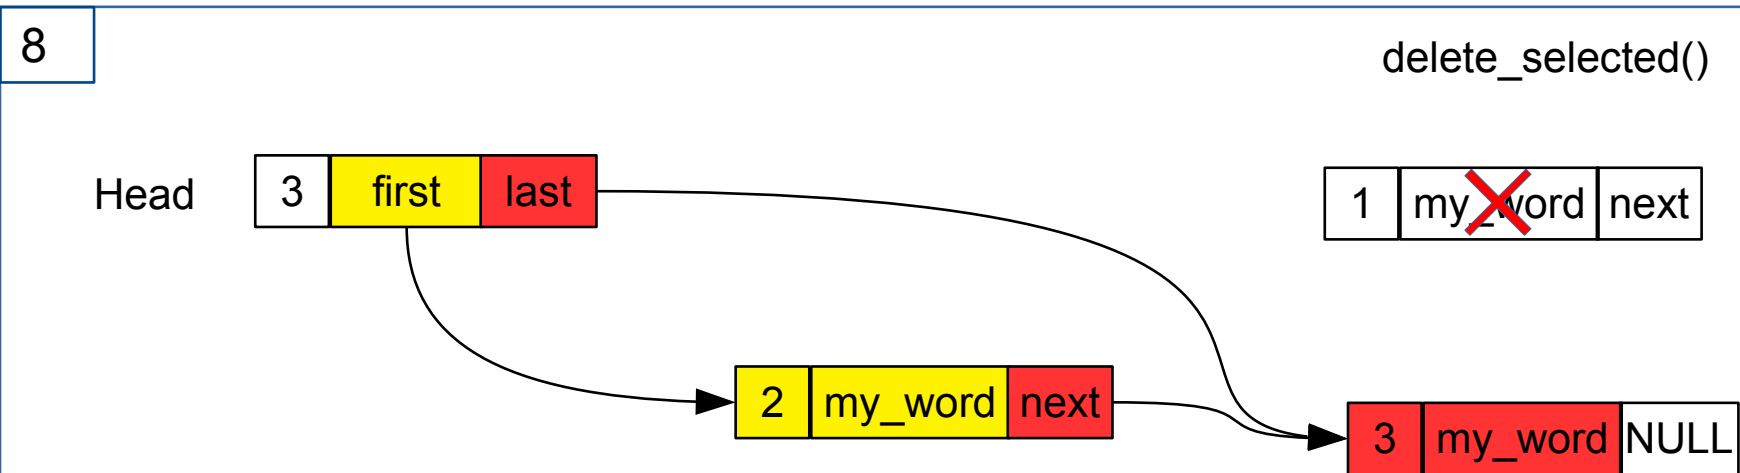 8
delete_selected()
Head 3 first last
1 my_word next
2 my_word next
3 my_word NULL